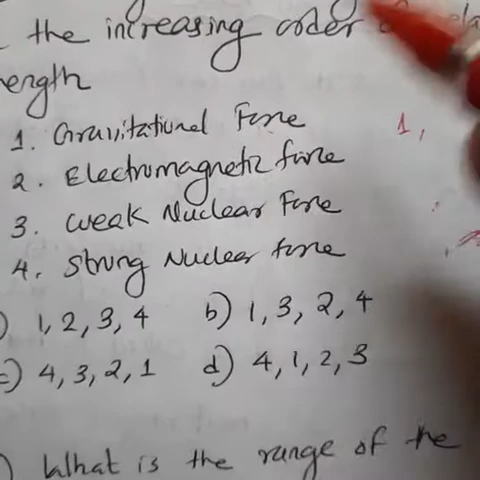 the increasing order
1. Gravitational Force
2. Electromagnetic force
3. Weak Nuclear Force
4. Strong Nuclear force
) 1, 2, 3, 4 b) 1, 3, 2, 4
c) 4, 3, 2, 1 d) 4, 1, 2, 3
) What is the range of the
1,